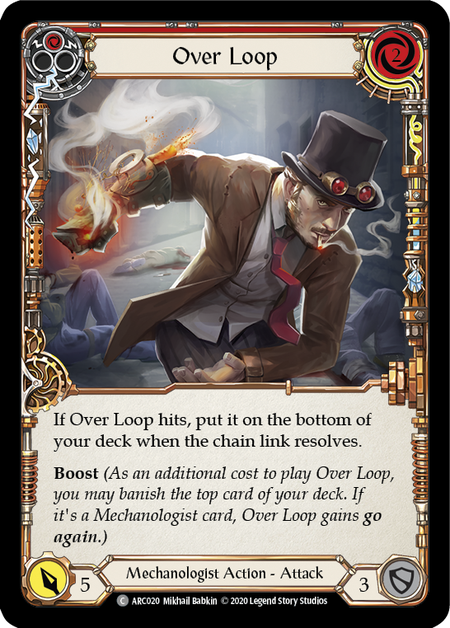 Over Loop
2
If Over Loop hits, put it on the bottom of
your deck when the chain link resolves.
Boost (As an additional cost to play Over Loop,
you may banish the top card of your deck. If
it's a Mechanologist card, Over Loop gains go
again.)
5
Mechanologist Action - Attack
3
C ARC020 Mikhail Babkin © 2020 Legend Story Studios